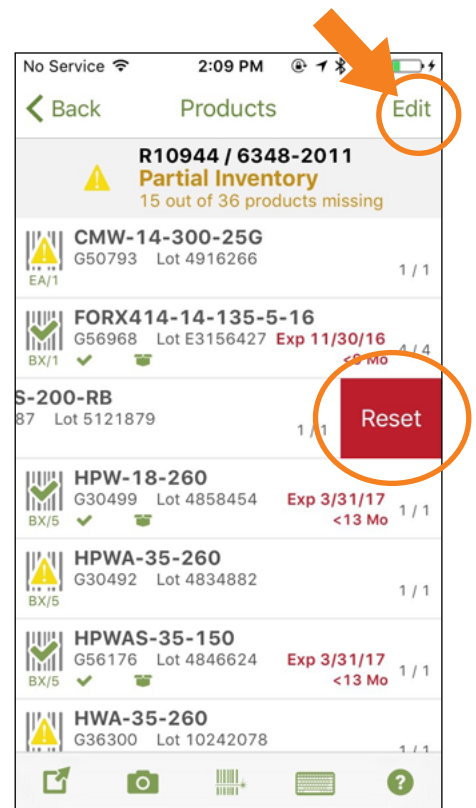 No Service 2:09 PM
Back Products Edit
R10944 / 6348-2011
Partial Inventory
15 out of 36 products missing
CMW-14-300-25G
G50793 Lot 4916266
EA/1 1 / 1
FORX414-14-135-5-16
G56968 Lot E3156427 Exp 11/30/16
BX/1 Mo 4 / 4
S-200-RB
87 Lot 5121879
1 / 1 Reset
HPW-18-260
G30499 Lot 4858454 Exp 3/31/17
BX/5 <13 Mo 1 / 1
HPWA-35-260
G30492 Lot 4834882
BX/5 1 / 1
HPWAS-35-150
G56176 Lot 4846624 Exp 3/31/17
BX/5 <13 Mo 1 / 1
HWA-35-260
G36300 Lot 10242078
1 / 1
?